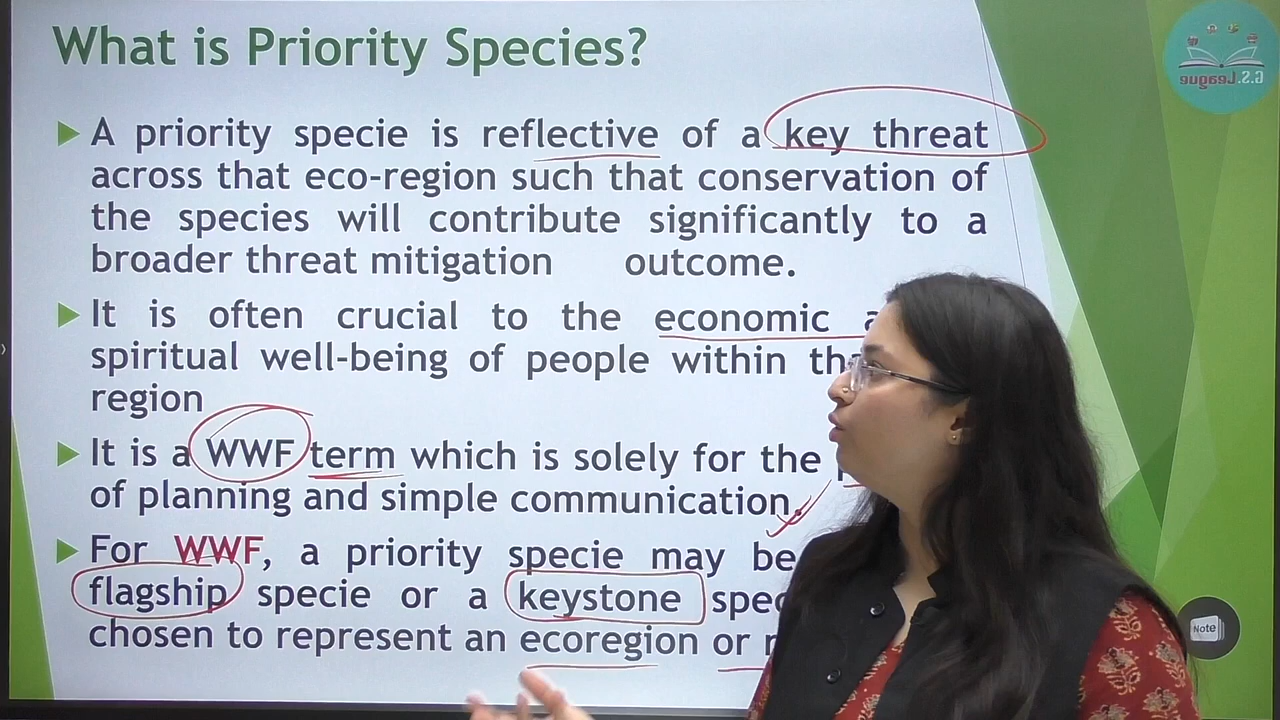 What is Priority Species?
A priority specie is reflective of a key threat
across that eco-region such that conservation of
the species will contribute significantly to a
broader threat mitigation outcome.
It is often crucial to the economic
spiritual well-being of people within
region
It is a WWF term which is solely for the
of planning and simple communication.
For WWF, a priority specie may be
flagship specie or a keystone
chosen to represent an ecoregion or
G.S. League
Note